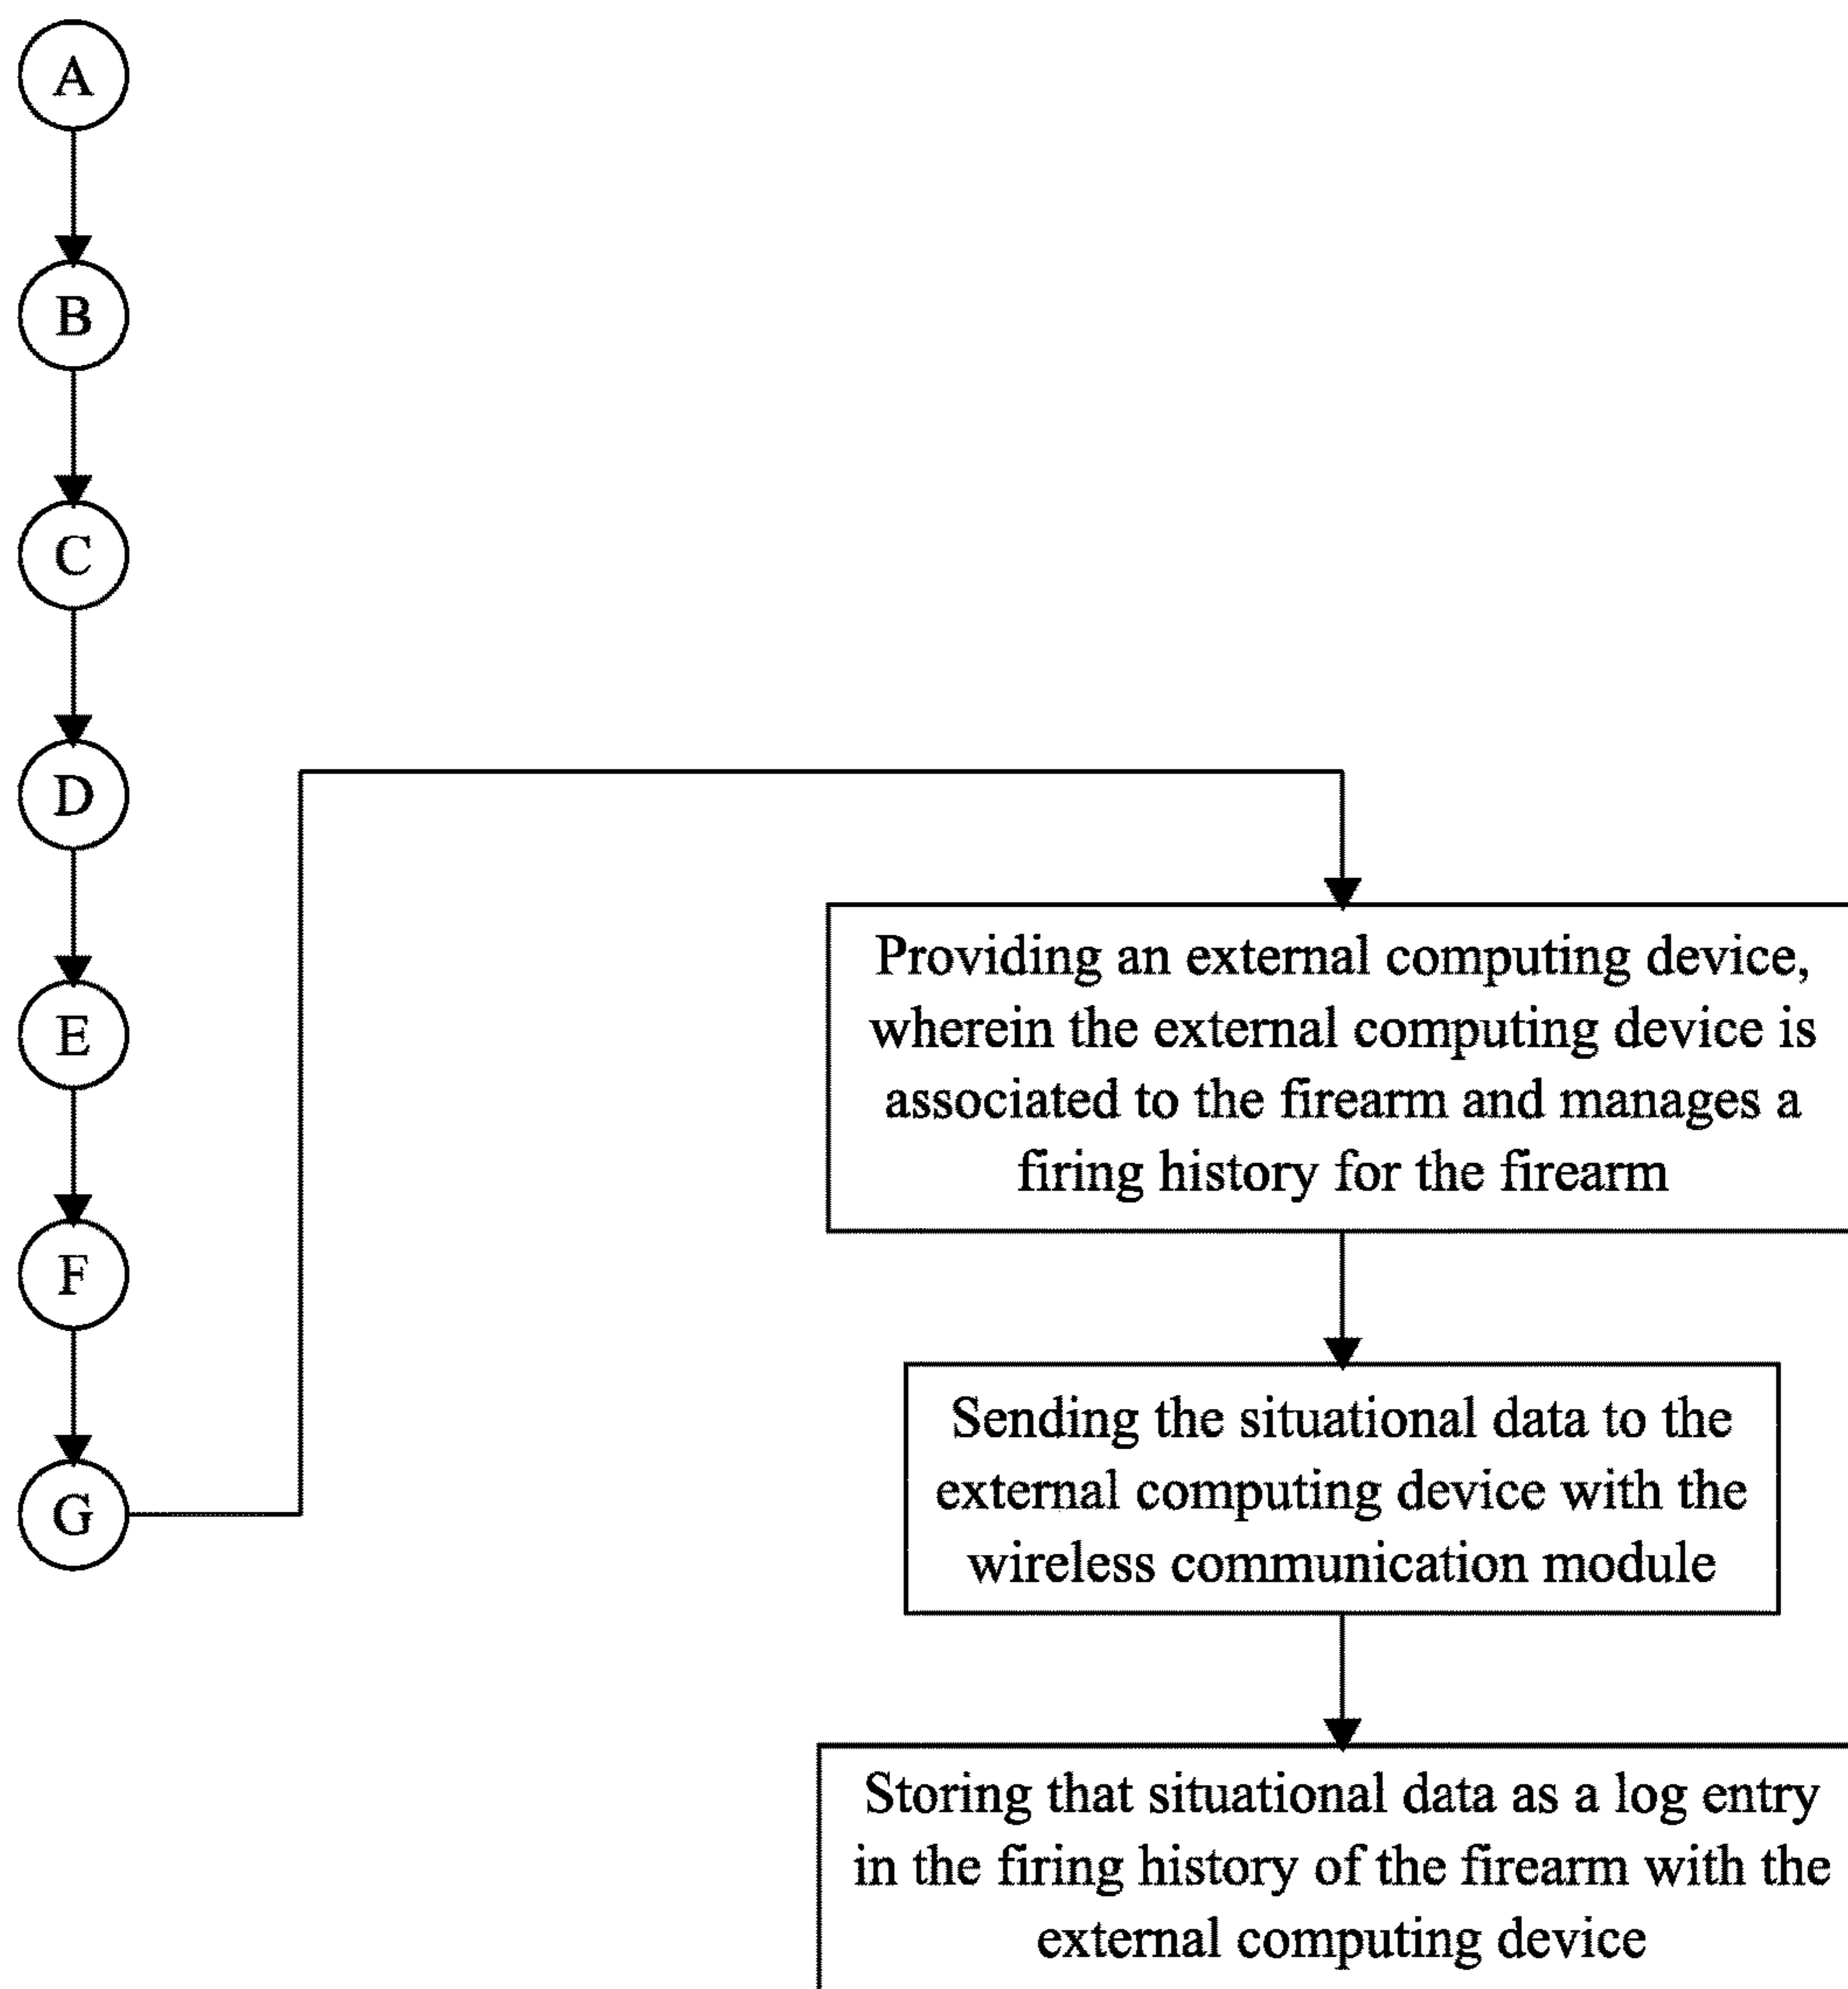 A
B
C
D
E
F
G
Providing an external computing device,
wherein the external computing device is
associated to the firearm and manages a
firing history for the firearm
Sending the situational data to the
external computing device with the
wireless communication module
Storing that situational data as a log entry
in the firing history of the firearm with the
external computing device